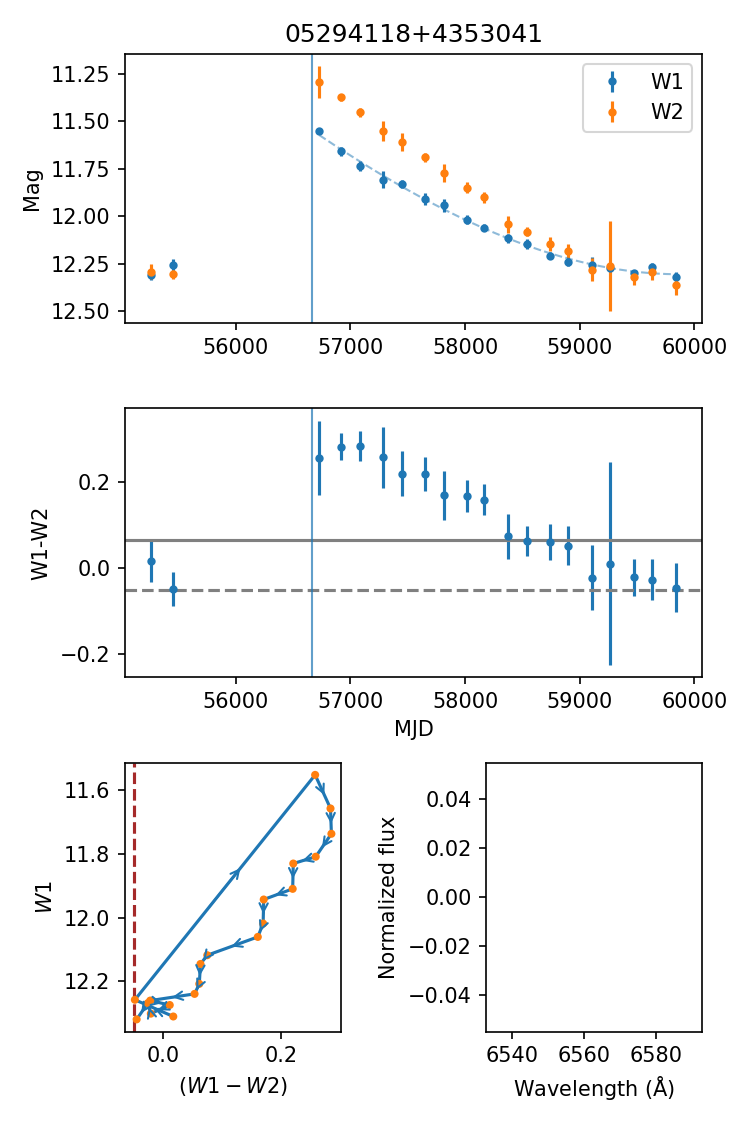 05294118+4353041
11.25
11.50
11.75
12.00
12.25
12.50
Mag
W1
W2
56000 57000 58000 59000 60000
0.2
0.0
−0.2
W1-W2
56000 57000 58000 59000 60000
MJD
11.6
11.8
12.0
12.2
W1
0.0 0.2
(W1 − W2)
0.04
0.02
0.00
−0.02
−0.04
Normalized flux
6540 6560 6580
Wavelength (Å)